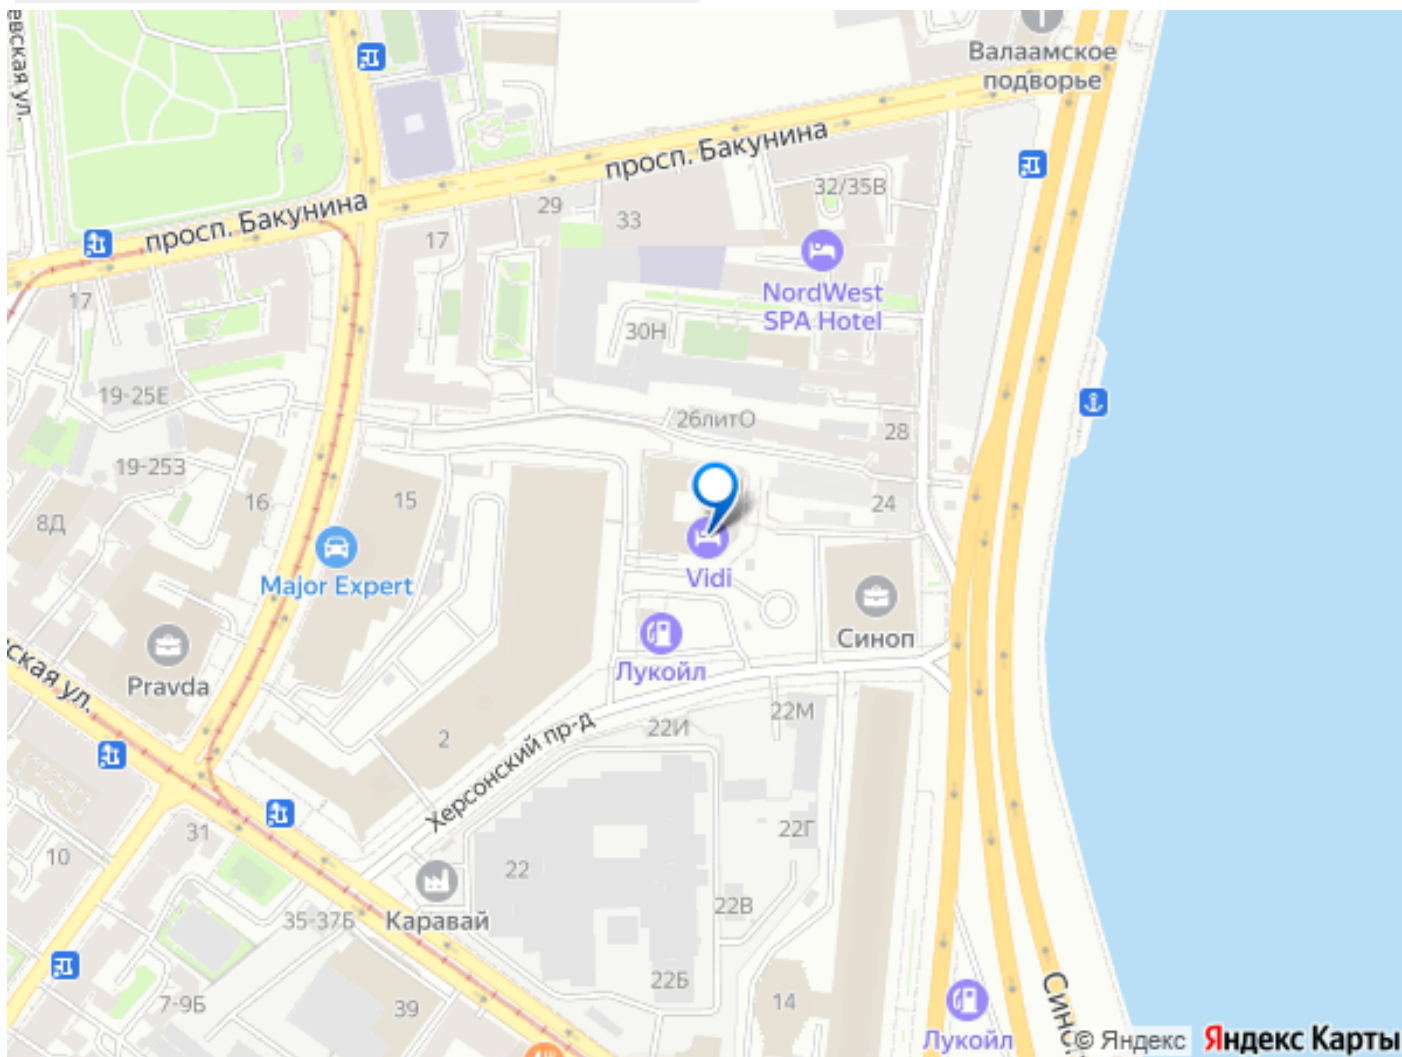 Валаамское
подворье
евская ул.
просп. Бакунина
просп. Бакунина
32/35В
29
33
17
NordWest
SPA Hotel
17
30Н
19-25Е
26литО
28
19-253
16
15
24
8Д
Major Expert
Vidi
Синоп
Лукойл
Pravda
ская ул.
22М
22И
2
Херсонский пр-д
31
22Г
10
22
22В
35-37Б
Каравай
22Б
7-9Б
39
14
Лукойл
Сино
© Яндекс Яндекс Карты